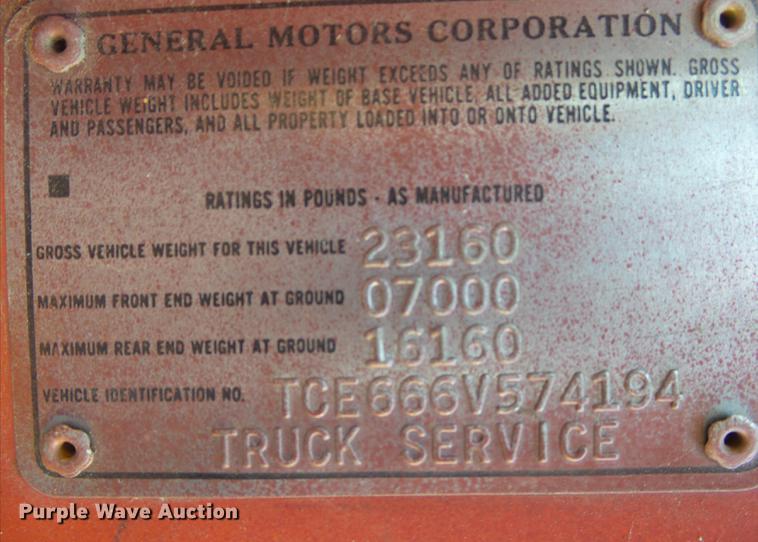 GENERAL MOTORS CORPORATION
WARRANTY MAY BE VOIDED IF WEIGHT EXCEEDS ANY OF RATINGS SHOWN. GROSS
VEHICLE WEIGHT INCLUDES WEIGHT OF BASE VEHICLE, ALL ADDED EQUIPMENT, DRIVER
AND PASSENGERS, AND ALL PROPERTY LOADED INTO OR ONTO VEHICLE.
RATINGS IN POUNDS - AS MANUFACTURED
GROSS VEHICLE WEIGHT FOR THIS VEHICLE 23160
MAXIMUM FRONT END WEIGHT AT GROUND 07000
MAXIMUM REAR END WEIGHT AT GROUND 16160
VEHICLE IDENTIFICATION NO. TCE666V574194
TRUCK SERVICE
Purple Wave Auction